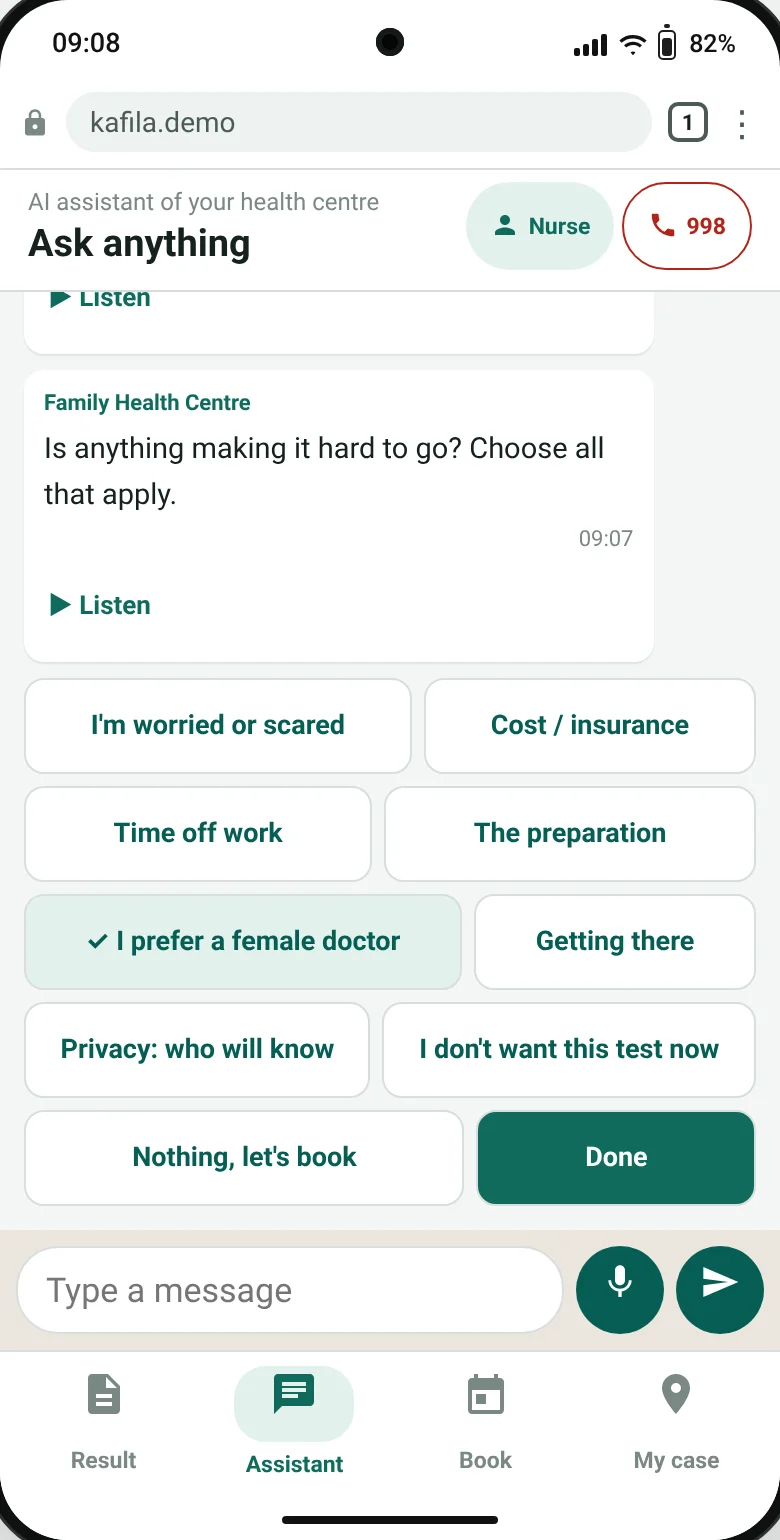 09:08
82%
kafila.demo
1
AI assistant of your health centre
Ask anything
Nurse
998
Listen
Family Health Centre
Is anything making it hard to go? Choose all
that apply.
09:07
Listen
I'm worried or scared
Cost / insurance
Time off work
The preparation
I prefer a female doctor
Getting there
Privacy: who will know
I don't want this test now
Nothing, let's book
Done
Type a message
Result
Assistant
Book
My case